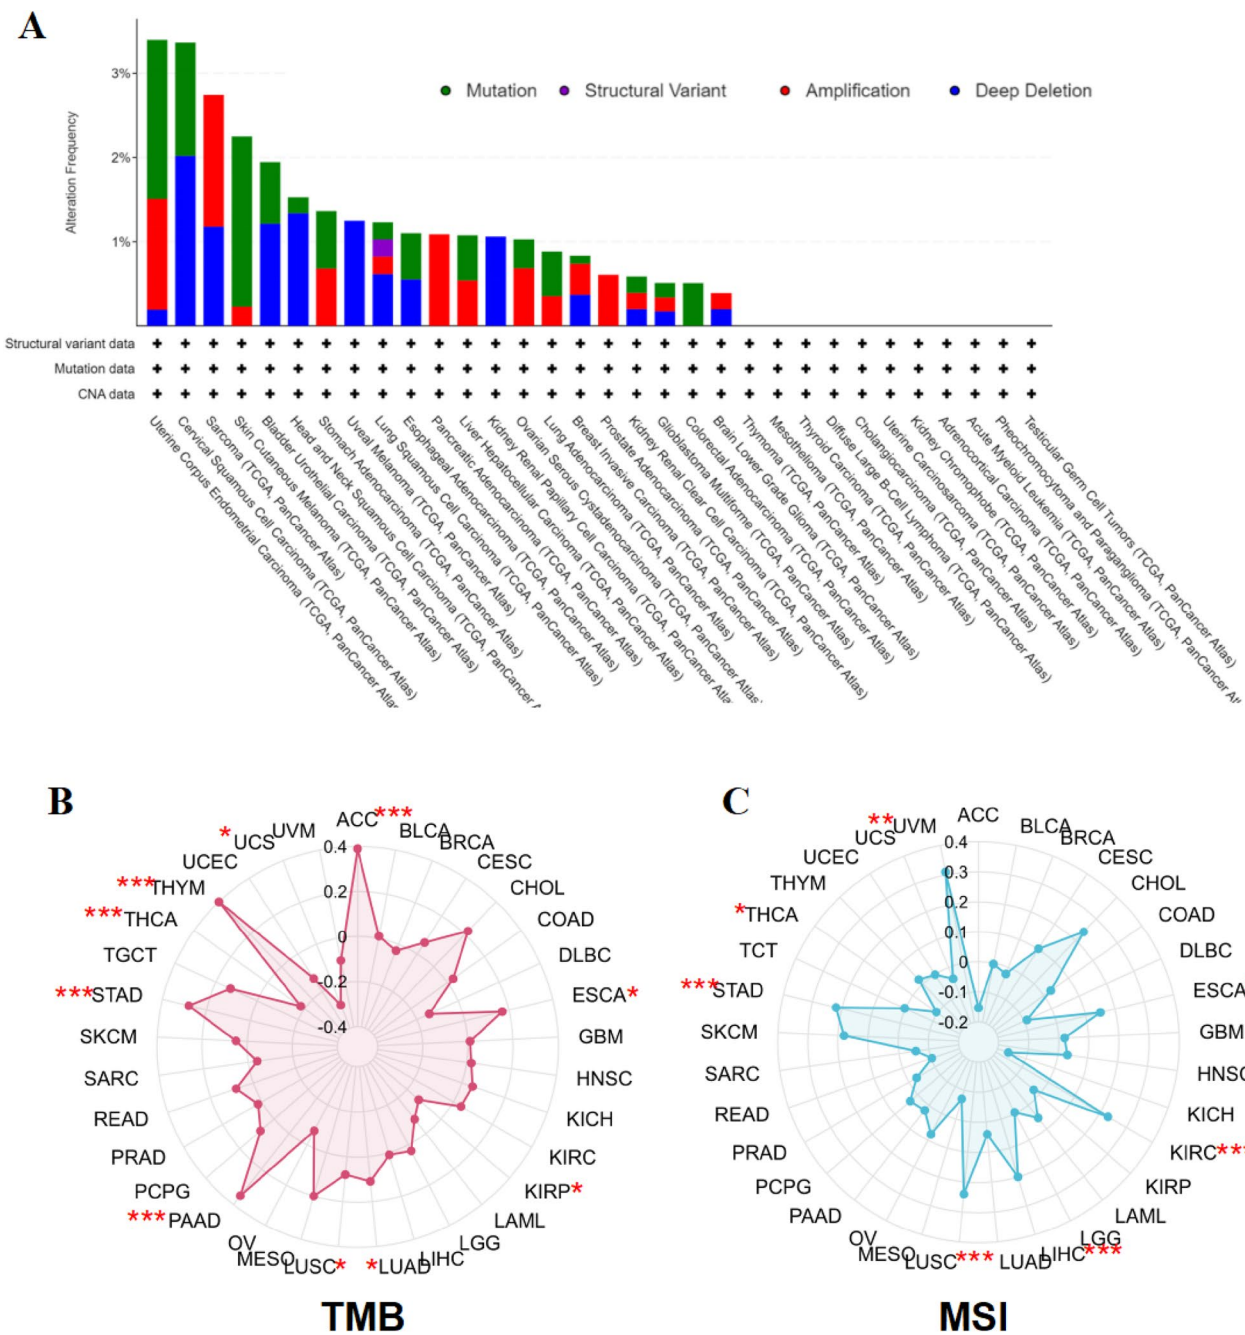 A
Mutation
Structural Variant
Amplification
Deep Deletion
Alteration Frequency
3%
2%
1%
Structural variant data
Mutation data
CNA data
Uterine Corpus Endometrial Carcinoma (TCGA, PanCancer Atlas
Cervical Squamous Cell Carcinoma (TCGA, PanCancer Atlas)
Sarcoma (TCGA, PanCancer Atlas)
Skin Cutaneous Melanoma (TCGA, PanCancer Atlas)
Bladder Urothelial Carcinoma (TCGA, PanCancer Atlas)
Head and Neck Squamous Cell Carcinoma (TCGA, PanCancer A
Stomach Adenocarcinoma (TCGA, PanCancer Atlas)
Uveal Melanoma (TCGA, PanCancer Atlas)
Lung Squamous Cell Carcinoma (TCGA, PanCancer Atlas)
Esophageal Adenocarcinoma (TCGA, PanCancer Atlas)
Pancreatic Adenocarcinoma (TCGA, PanCancer Atlas)
Liver Hepatocellular Carcinoma (TCGA, PanCancer Atlas)
Kidney Renal Papillary Cell Carcinoma (TCGA, PanCancer Atla
Ovarian Serous Cystadenocarcinoma (TCGA, PanCancer Atlas)
Lung Adenocarcinoma (TCGA, PanCancer Atlas)
Breast Invasive Carcinoma (TCGA, PanCancer Atlas)
Prostate Adenocarcinoma (TCGA, PanCancer Atlas)
Kidney Renal Clear Cell Carcinoma (TCGA, PanCancer Atlas)
Glioblastoma Multiforme (TCGA, PanCancer Atlas)
Colorectal Adenocarcinoma (TCGA, PanCancer Atlas)
Brain Lower Grade Glioma (TCGA, PanCancer Atlas)
Thymoma (TCGA, PanCancer Atlas)
Mesothelioma (TCGA, PanCancer Atlas)
Thyroid Carcinoma (TCGA, PanCancer Atlas)
Diffuse Large B-Cell Lymphoma (TCGA, PanCancer Atlas)
Cholangiocarcinoma (TCGA, PanCancer Atlas)
Uterine Carcinosarcoma (TCGA, PanCancer Atlas)
Kidney Chromophobe (TCGA, PanCancer Atlas)
Adrenocortical Carcinoma (TCGA, PanCancer Atlas)
Acute Myeloid Leukemia (TCGA, PanCancer Atlas)
Pheochromocytoma and Paraganglioma (TCGA, PanCancer Atl
Testicular Germ Cell Tumors (TCGA, PanCancer Atlas)
B
ACC***
BLCA
BRCA
CESC
CHOL
COAD
DLBC
ESCA*
GBM
HNSC
KICH
KIRC
KIRP*
LAML
LGG
LIHC
*LUAD
LUSC*
MESO
OV
***PAAD
PCPG
PRAD
READ
SARC
SKCM
***STAD
TGCT
***THCA
***THYM
UCEC
*UCS
UVM
0.4
0.2
0
-0.2
-0.4
TMB
C
ACC
BLCA
BRCA
CESC
CHOL
COAD
DLBC
ESCA
GBM
HNSC
KICH
KIRC***
KIRP
LAML
LGG
LIHC***
LUAD
LUSC***
MESO
OV
PAAD
PCPG
PRAD
READ
SARC
SKCM
***STAD
TCT
*THCA
THYM
UCEC
UCS
**UVM
0.4
0.3
0.2
0.1
0
-0.1
-0.2
MSI